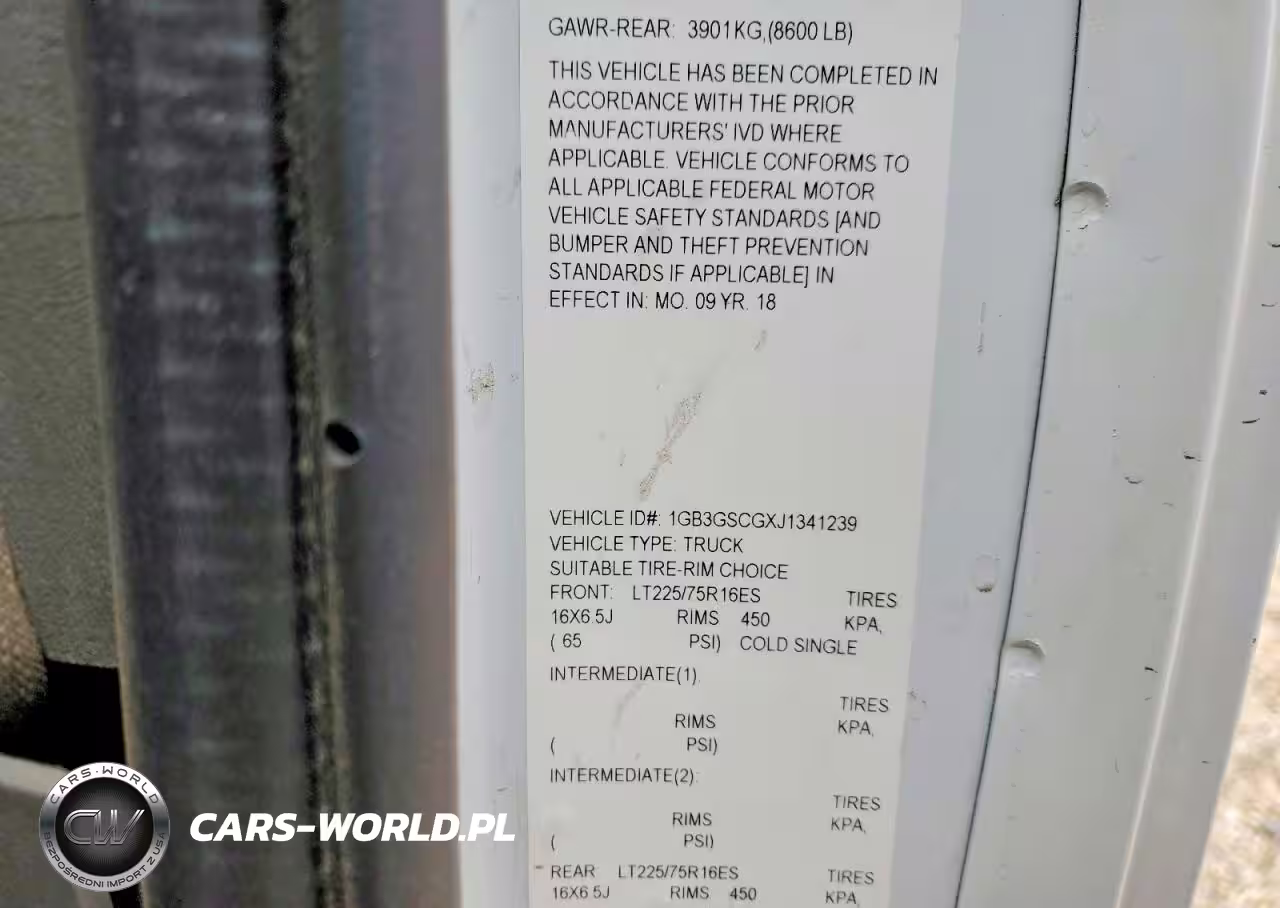 GAWR-REAR: 3901KG,(8600 LB)
THIS VEHICLE HAS BEEN COMPLETED IN
ACCORDANCE WITH THE PRIOR
MANUFACTURERS' IVD WHERE
APPLICABLE. VEHICLE CONFORMS TO
ALL APPLICABLE FEDERAL MOTOR
VEHICLE SAFETY STANDARDS [AND
BUMPER AND THEFT PREVENTION
STANDARDS IF APPLICABLE] IN
EFFECT IN: MO. 09 YR. 18
VEHICLE ID#: 1GB3GSCGXJ1341239
VEHICLE TYPE: TRUCK
SUITABLE TIRE-RIM CHOICE
FRONT: LT225/75R16ES TIRES
16X6.5J RIMS 450 KPA,
( 65 PSI) COLD SINGLE
INTERMEDIATE(1):
TIRES
RIMS KPA,
( PSI)
INTERMEDIATE(2):
TIRES
RIMS KPA,
( PSI)
REAR LT225/75R16ES TIRES
16X6.5J RIMS 450 KPA,
CARS-WORLD
CW
BEZPOŚREDNI IMPORT Z USA
CARS-WORLD.PL